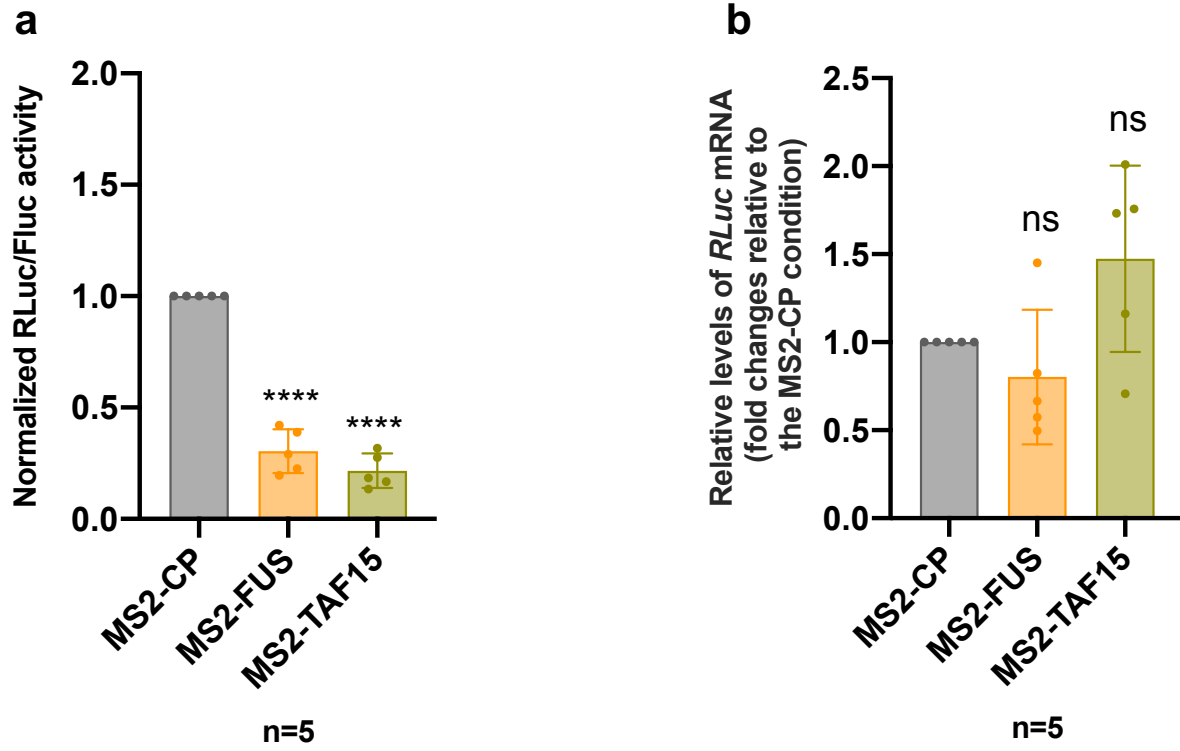 a
Normalized RLuc/Fluc activity
2.0
1.5
1.0
0.5
0.0
****
****
MS2-CP
MS2-FUS
MS2-TAF15
n=5
b
Relative levels of RLuc mRNA
(fold changes relative to
the MS2-CP condition)
2.5
2.0
1.5
1.0
0.5
0.0
ns
ns
MS2-CP
MS2-FUS
MS2-TAF15
n=5